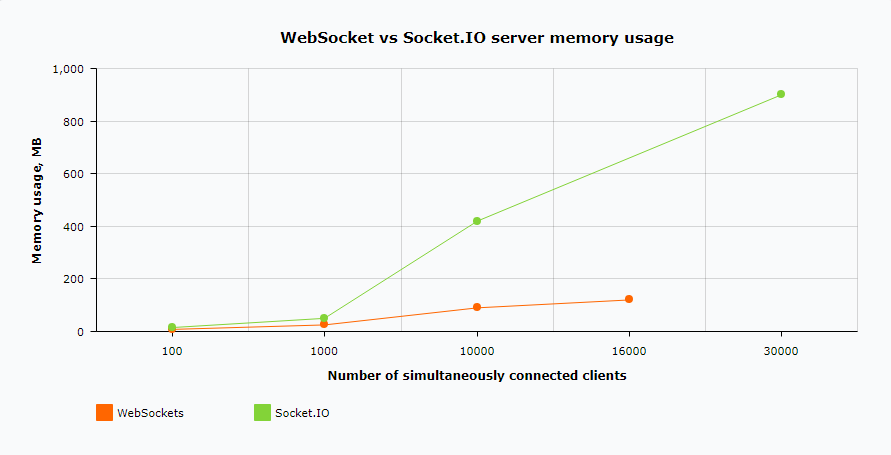 WebSocket vs Socket.IO server memory usage
1,000
800
600
400
200
0
Memory usage, MB
100 1000 10000 16000 30000
Number of simultaneously connected clients
WebSockets Socket.IO